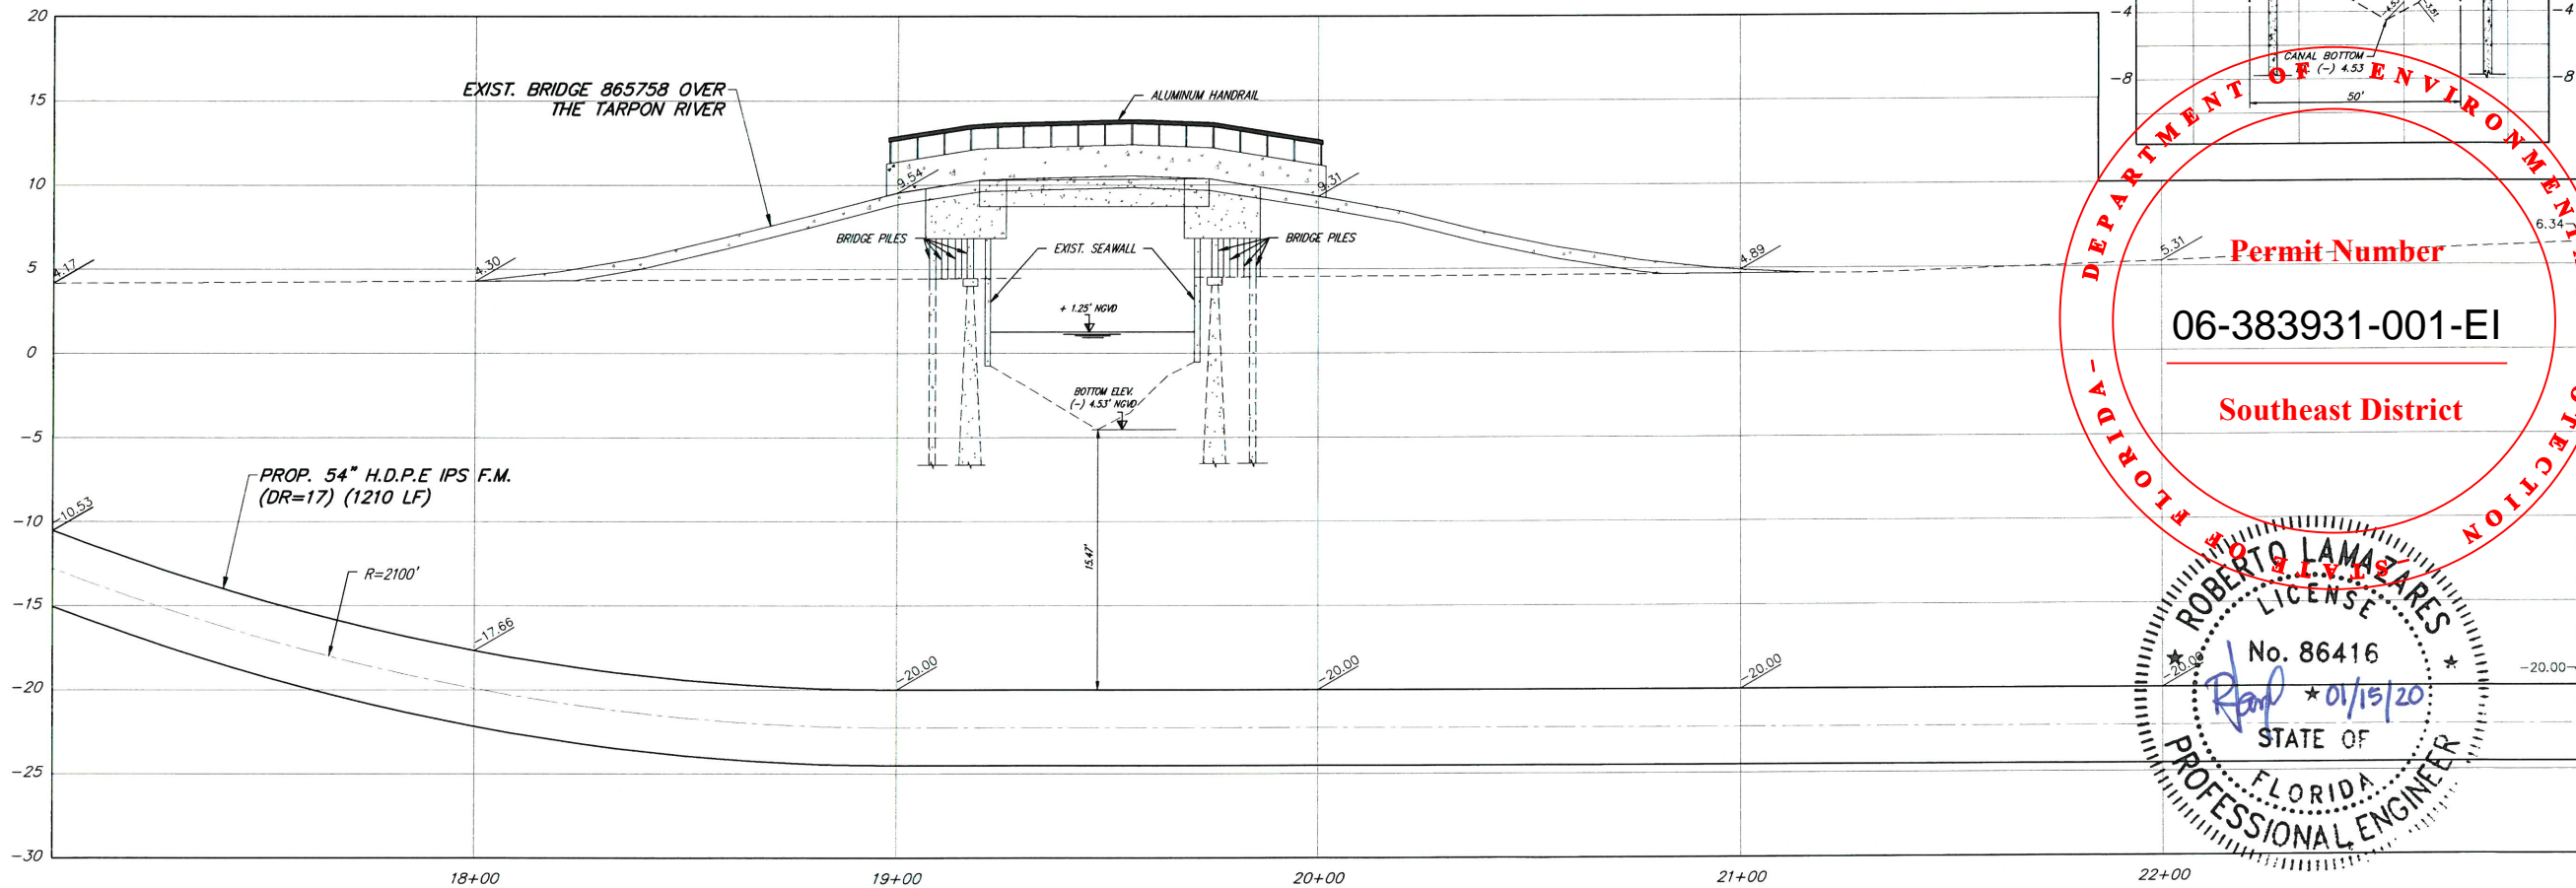 20
15
10
5
0
-5
-10
-15
-20
-25
-30
18+00
19+00
20+00
21+00
22+00
EXIST. BRIDGE 865758 OVER
THE TARPON RIVER
ALUMINUM HANDRAIL
9.54
9.31
BRIDGE PILES
EXIST. SEAWALL
BRIDGE PILES
4.17
4.30
4.89
5.31
6.34
+ 1.25' NGVD
BOTTOM ELEV.
(-) 4.53' NGVD
15.47'
PROP. 54" H.D.P.E IPS F.M.
(DR=17) (1210 LF)
R=2100'
-10.53
-17.66
-20.00
-20.00
-20.00
-20.00
-20.00
-4
-4
-8
-8
-3.51
CANAL BOTTOM
(-) 4.53
50'
DEPARTMENT OF ENVIRONMENTAL
STATE OF FLORIDA-
Permit Number
06-383931-001-EI
Southeast District
ROBERTO LAMAZARES
LICENSE
No. 86416
01/15/20
STATE OF
FLORIDA
PROFESSIONAL ENGINEER